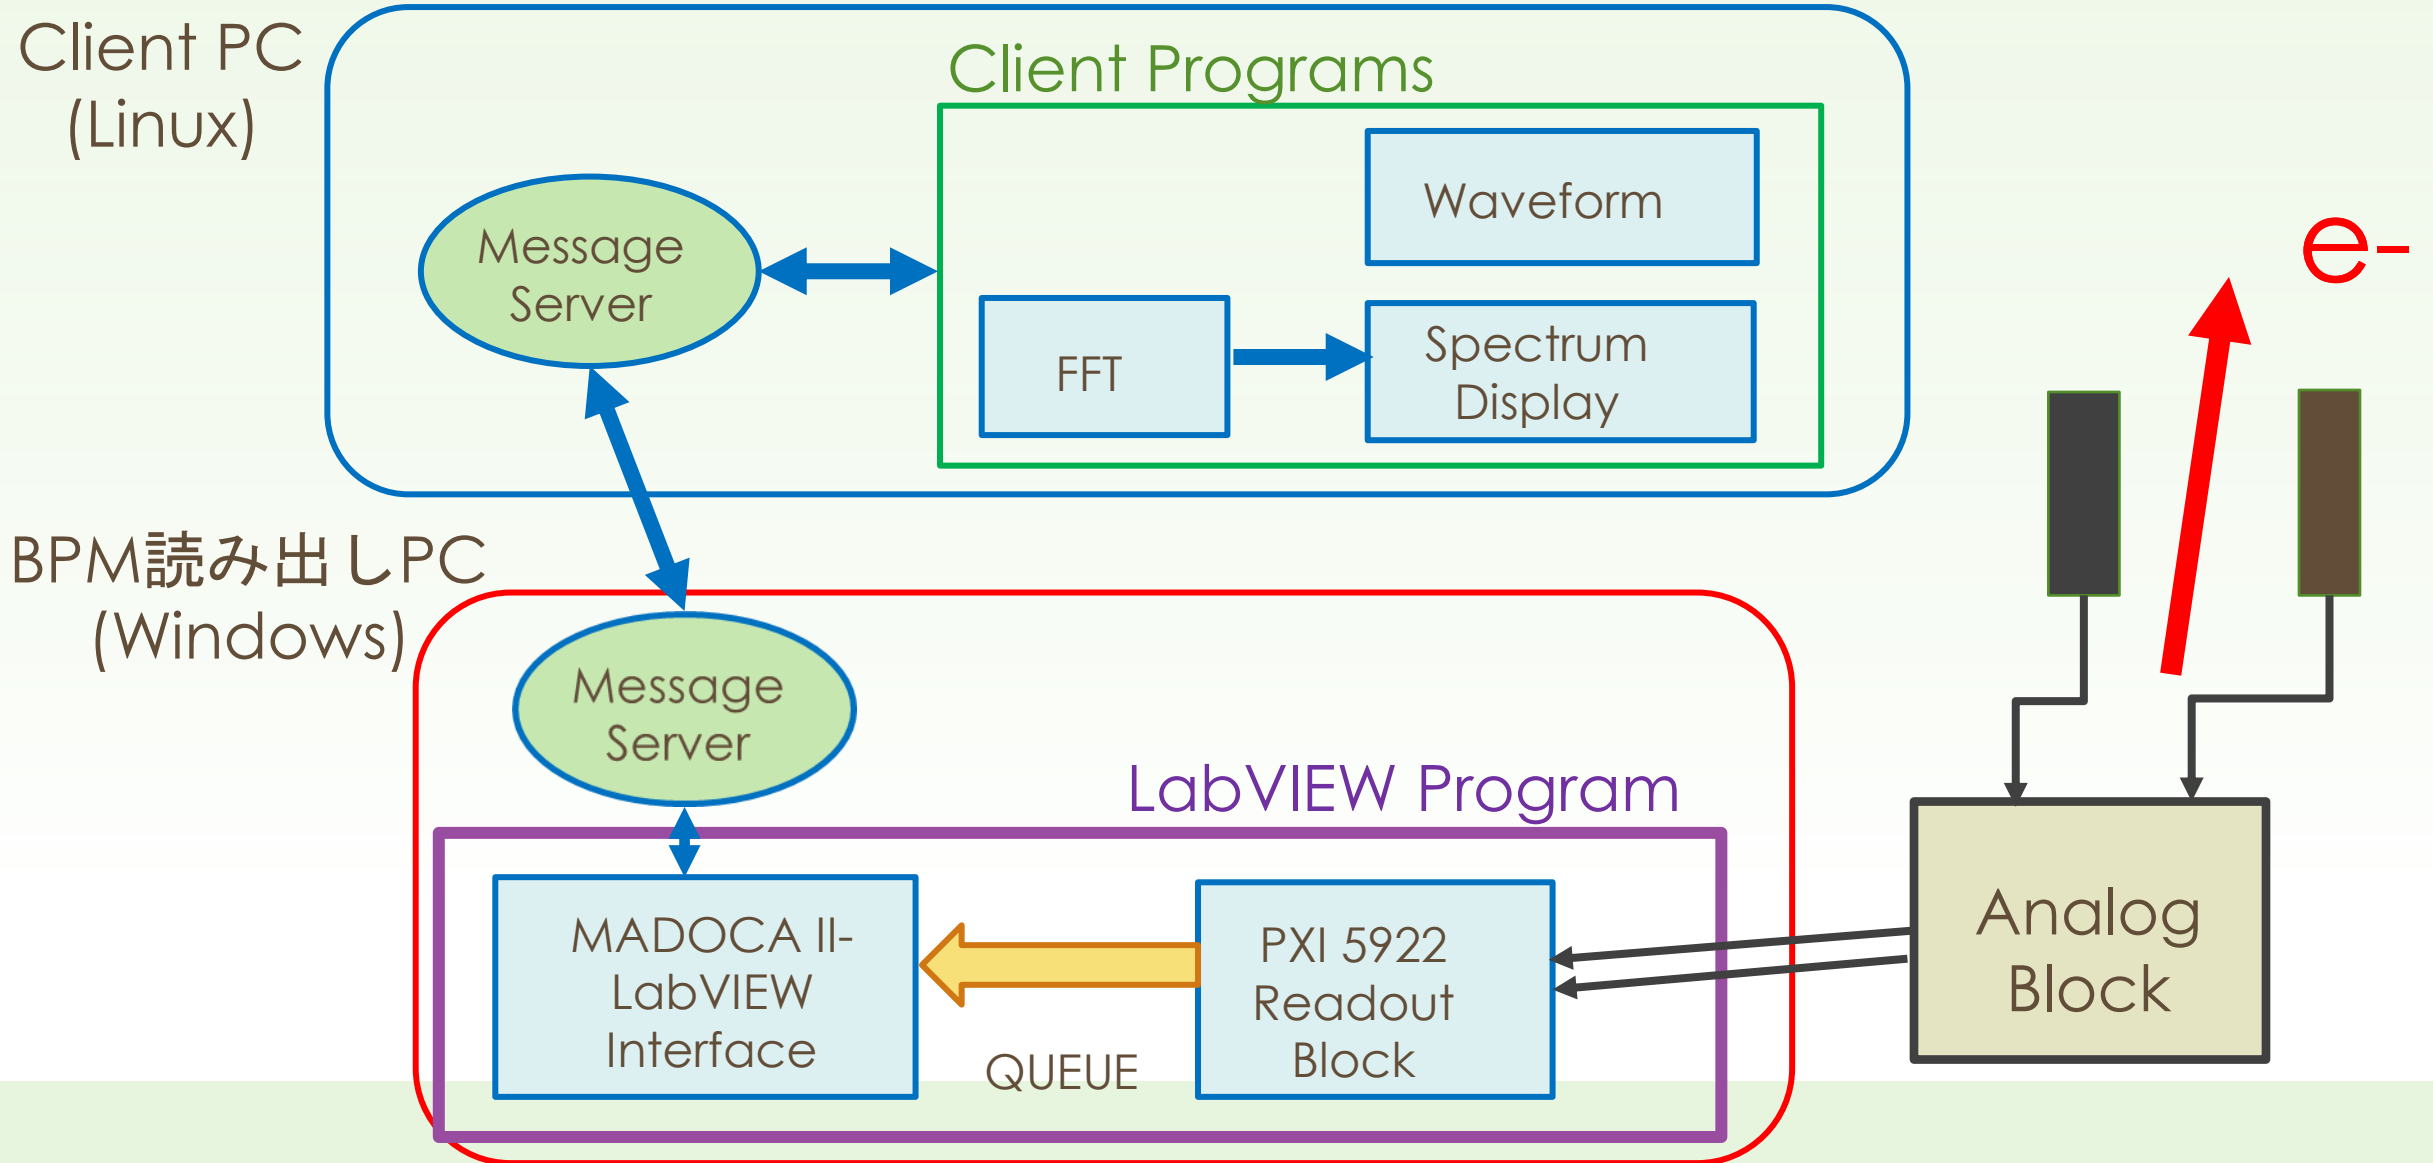 Client PC
(Linux)
Client Programs
Waveform
Message
Server
FFT
Spectrum
Display
e-
BPM読み出しPC
(Windows)
Message
Server
LabVIEW Program
MADOCA II-
LabVIEW
Interface
QUEUE
PXI 5922
Readout
Block
Analog
Block